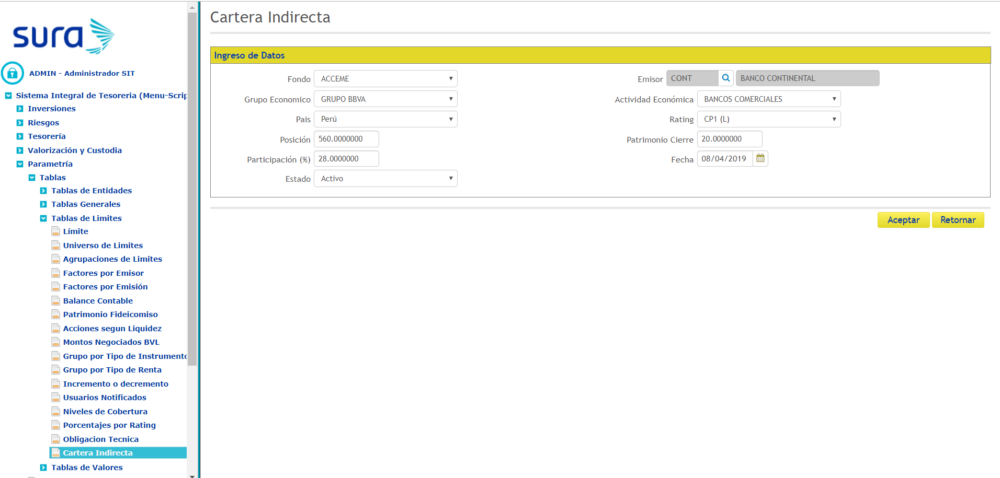 sura
ADMIN - Administrador SIT
Sistema Integral de Tesoreria (Menu-Scrip
Inversiones
Riesgos
Tesorería
Valorización y Custodia
Parametría
Tablas
Tablas de Entidades
Tablas Generales
Tablas de Limites
Límite
Universo de Limites
Agrupaciones de Limites
Factores por Emisor
Factores por Emisión
Balance Contable
Patrimonio Fideicomiso
Acciones segun Liquidez
Montos Negociados BVL
Grupo por Tipo de Instrumento
Grupo por Tipo de Renta
Incremento o decremento
Usuarios Notificados
Niveles de Cobertura
Porcentajes por Rating
Obligacion Tecnica
Cartera Indirecta
Tablas de Valores
Cartera Indirecta
Ingreso de Datos
Fondo ACCEME Emisor CONT BANCO CONTINENTAL
Grupo Economico GRUPO BBVA Actividad Económica BANCOS COMERCIALES
Pais Perú Rating CP1 (L)
Posición 560.0000000 Patrimonio Cierre 20.0000000
Participación (%) 28.0000000 Fecha 08/04/2019
Estado Activo
Aceptar Retornar